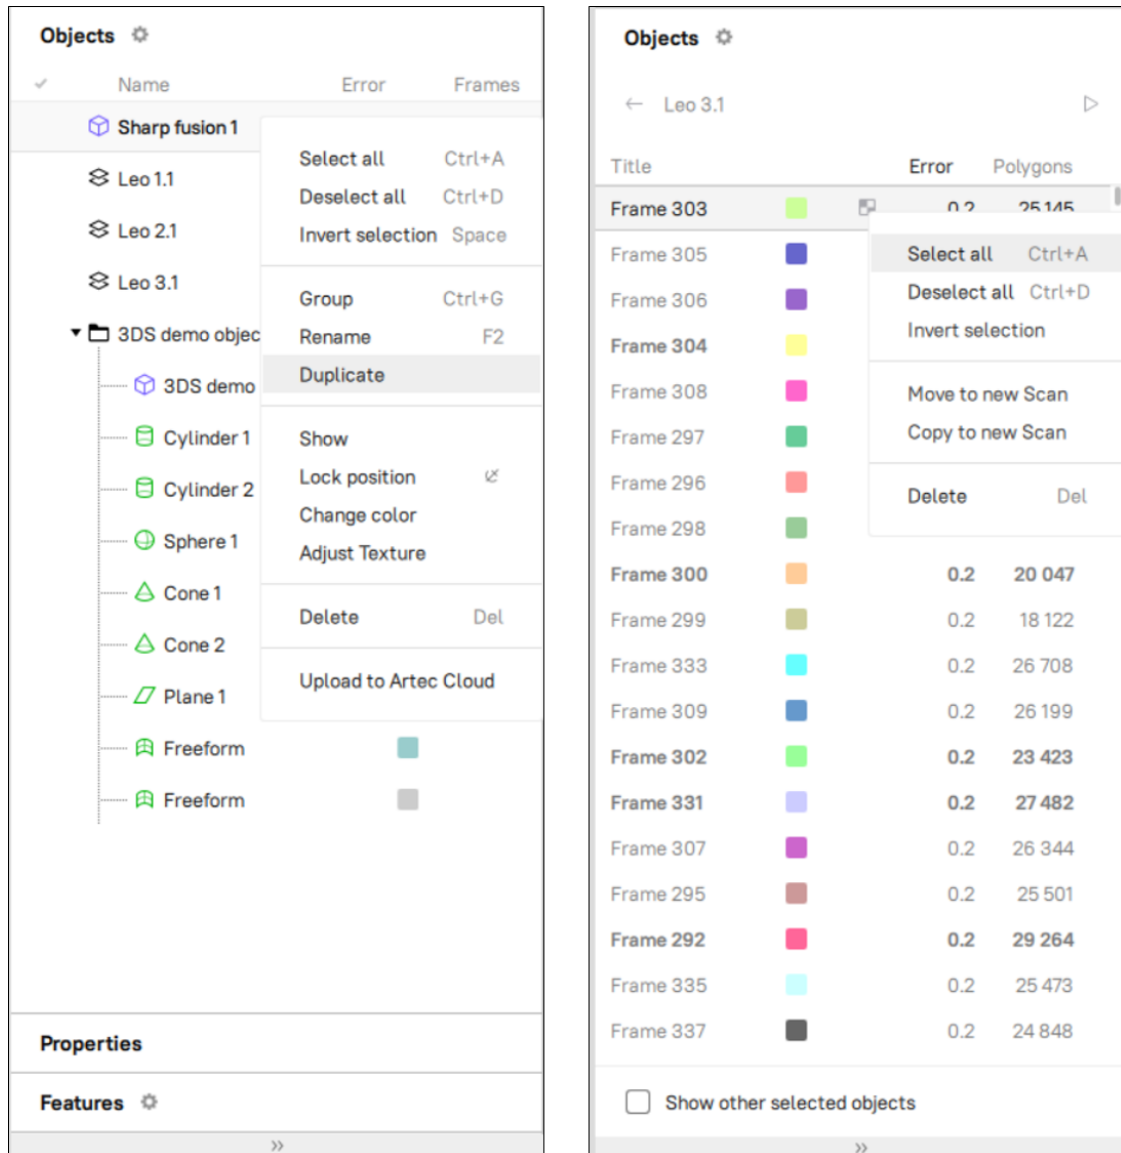 Objects
Name Error Frames
Sharp fusion 1
Leo 1.1
Leo 2.1
Leo 3.1
3DS demo objec
3DS demo
Cylinder 1
Cylinder 2
Sphere 1
Cone 1
Cone 2
Plane 1
Freeform
Freeform
Select all Ctrl+A
Deselect all Ctrl+D
Invert selection Space
Group Ctrl+G
Rename F2
Duplicate
Show
Lock position
Change color
Adjust Texture
Delete Del
Upload to Artec Cloud
Properties
Features
»
Objects
← Leo 3.1
Title Error Polygons
Frame 303 0.2 25 145
Frame 305
Frame 306
Frame 304
Frame 308
Frame 297
Frame 296
Frame 298
Select all Ctrl+A
Deselect all Ctrl+D
Invert selection
Move to new Scan
Copy to new Scan
Delete Del
Frame 300 0.2 20 047
Frame 299 0.2 18 122
Frame 333 0.2 26 708
Frame 309 0.2 26 199
Frame 302 0.2 23 423
Frame 331 0.2 27 482
Frame 307 0.2 26 344
Frame 295 0.2 25 501
Frame 292 0.2 29 264
Frame 335 0.2 25 473
Frame 337 0.2 24 848
Show other selected objects
»